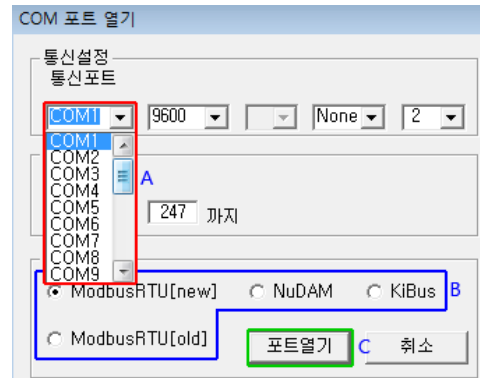 COM 포트 열기
통신설정
통신포트
COM1 9600 None 2
COM1
COM2
COM3
COM4
COM5
COM6
COM7
COM8
COM9
A
247 까지
ModbusRTU[new] NuDAM KiBus B
ModbusRTU[old] 포트열기 C 취소